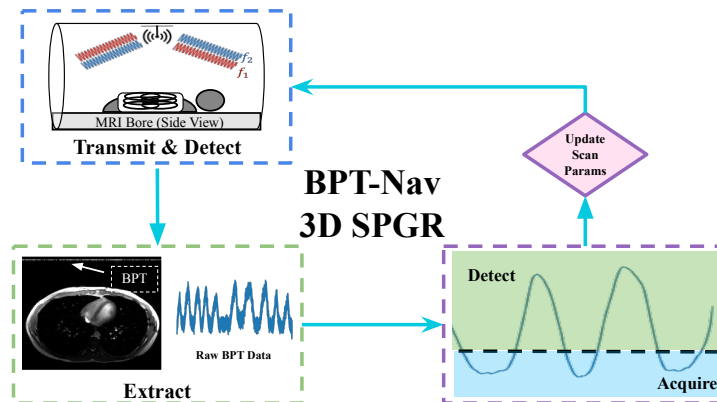 f₂
f₁
MRI Bore (Side View)
Transmit & Detect
BPT-Nav
3D SPGR
Update
Scan
Params
BPT
Raw BPT Data
Extract
Detect
Acquire